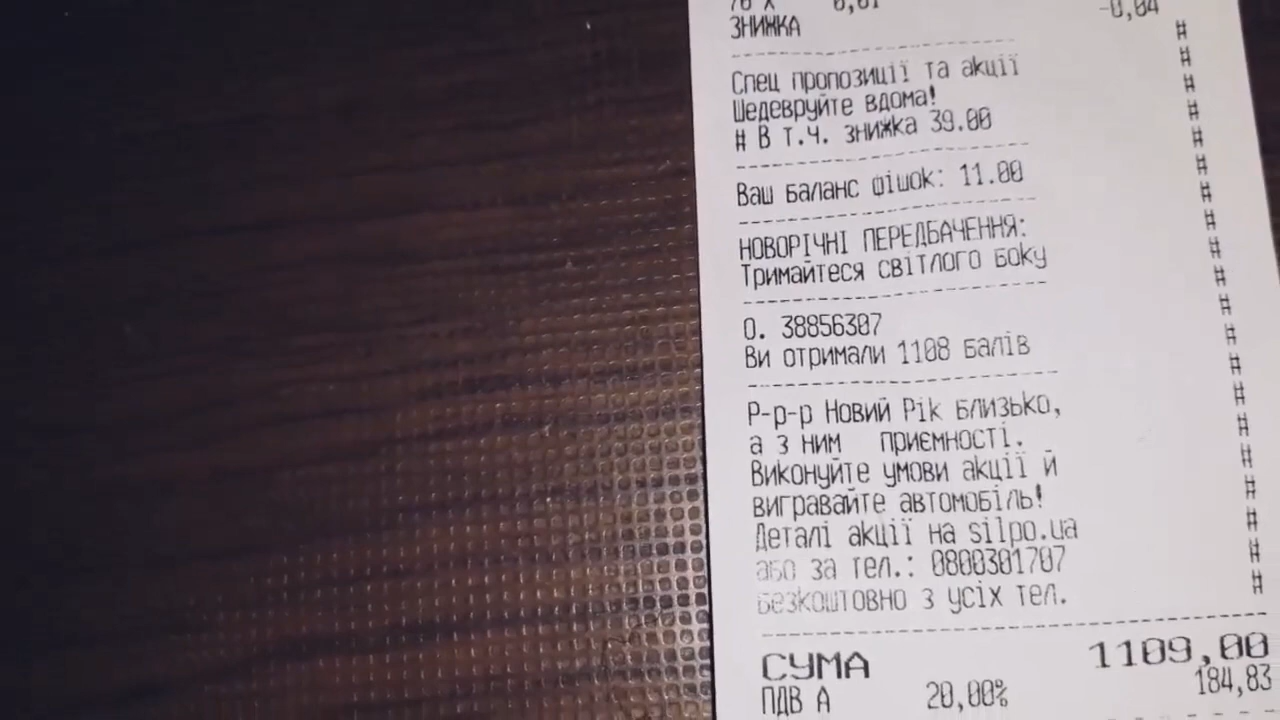 ЗНИЖКА -0,04
#
Спец пропозиції та акції #
Шедевруйте вдома! #
# В т.ч. знижка 39.00 #
#
Ваш баланс фішок: 11.00 #
#
НОВОРІЧНІ ПЕРЕДБАЧЕННЯ: #
Тримайтеся світлого боку #
#
О. 38856307 #
Ви отримали 1108 балів #
#
Р-р-р Новий Рік близько, #
а з ним приємності. #
Виконуйте умови акції й #
вигравайте автомобіль! #
Деталі акції на silpo.ua #
або за тел.: 0800301707 #
безкоштовно з усіх тел. #
СУМА 1109,00
ПДВ А 20,00% 184,83